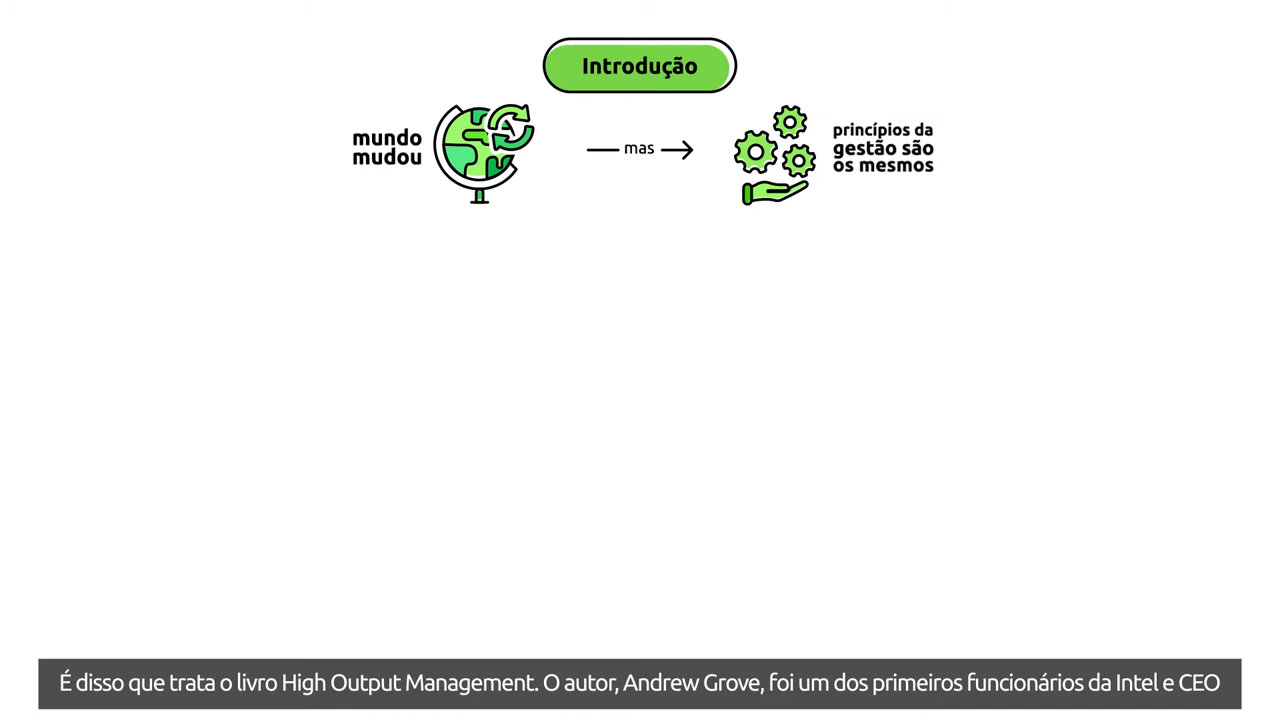 Introdução
mundo
mudou
mas
princípios da
gestão são
os mesmos
É disso que trata o livro High Output Management. O autor, Andrew Grove, foi um dos primeiros funcionários da Intel e CEO